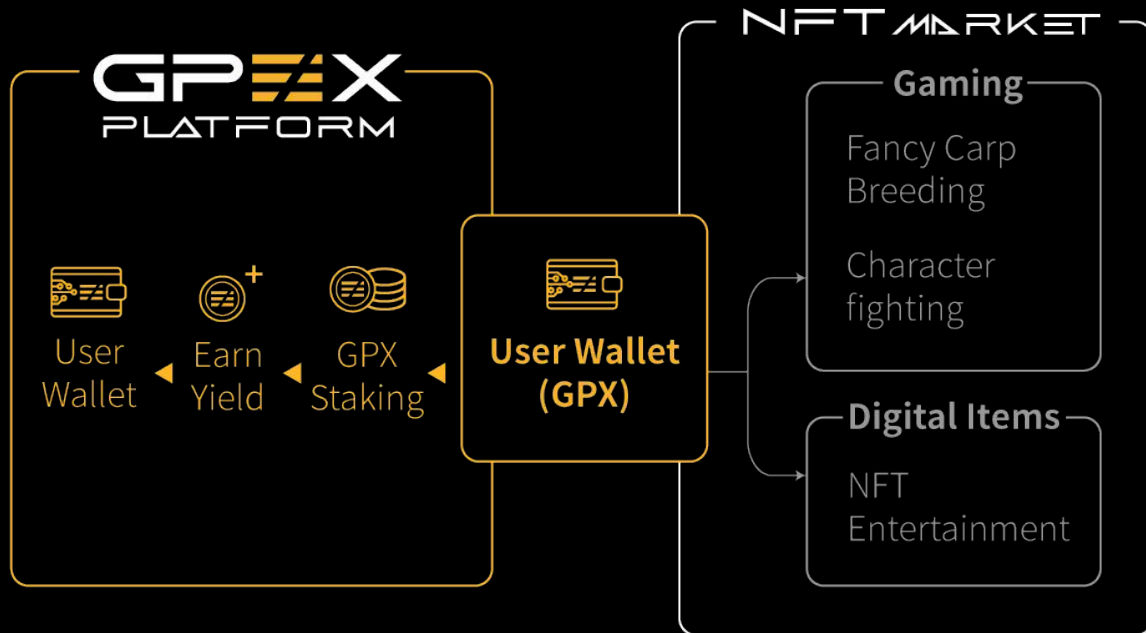 GPEX
PLATFORM
User
Wallet
Earn
Yield
GPX
Staking
User Wallet
(GPX)
NFT MARKET
Gaming
Fancy Carp
Breeding
Character
fighting
Digital Items
NFT
Entertainment